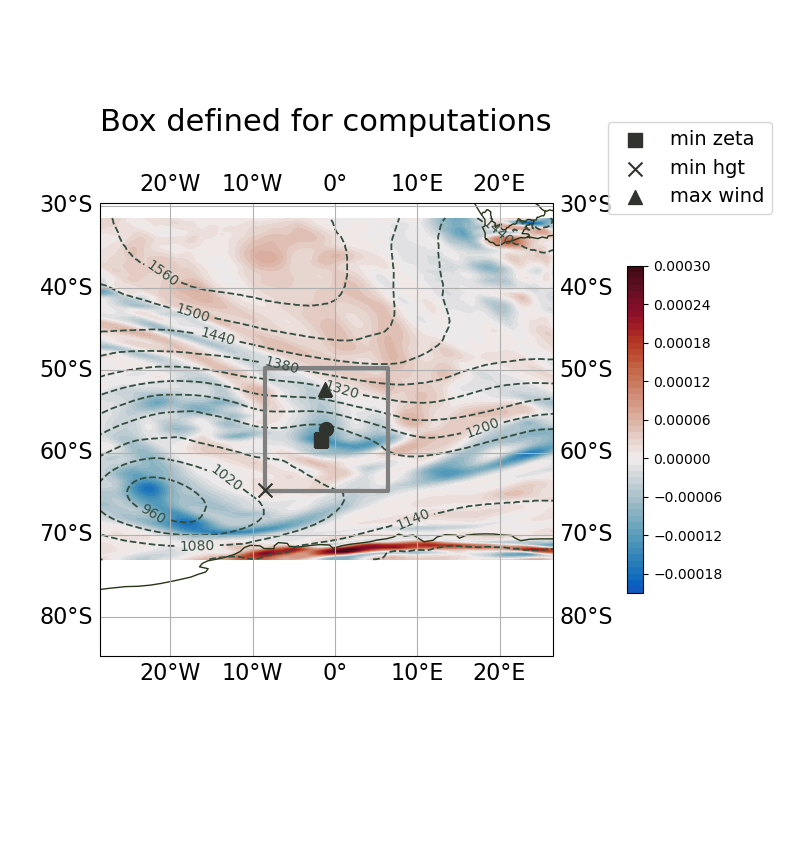 Box defined for computations
min zeta
min hgt
max wind
20°W 10°W 0° 10°E 20°E
30°S 30°S
40°S 40°S
50°S 50°S
60°S 60°S
70°S 70°S
80°S 80°S
20°W 10°W 0° 10°E 20°E
1560
1500
1440
1380
1320
1200
1020
960
1140
1080
0.00030
0.00024
0.00018
0.00012
0.00006
0.00000
−0.00006
−0.00012
−0.00018